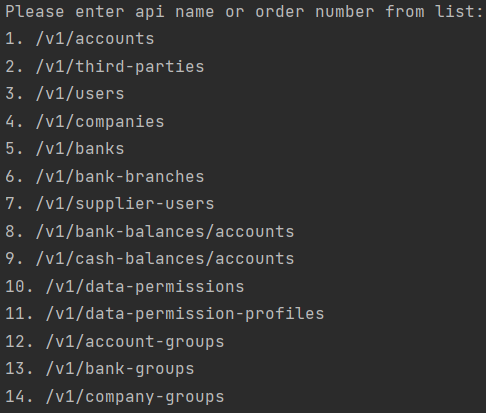 Please enter api name or order number from list:
1. /v1/accounts
2. /v1/third-parties
3. /v1/users
4. /v1/companies
5. /v1/banks
6. /v1/bank-branches
7. /v1/supplier-users
8. /v1/bank-balances/accounts
9. /v1/cash-balances/accounts
10. /v1/data-permissions
11. /v1/data-permission-profiles
12. /v1/account-groups
13. /v1/bank-groups
14. /v1/company-groups